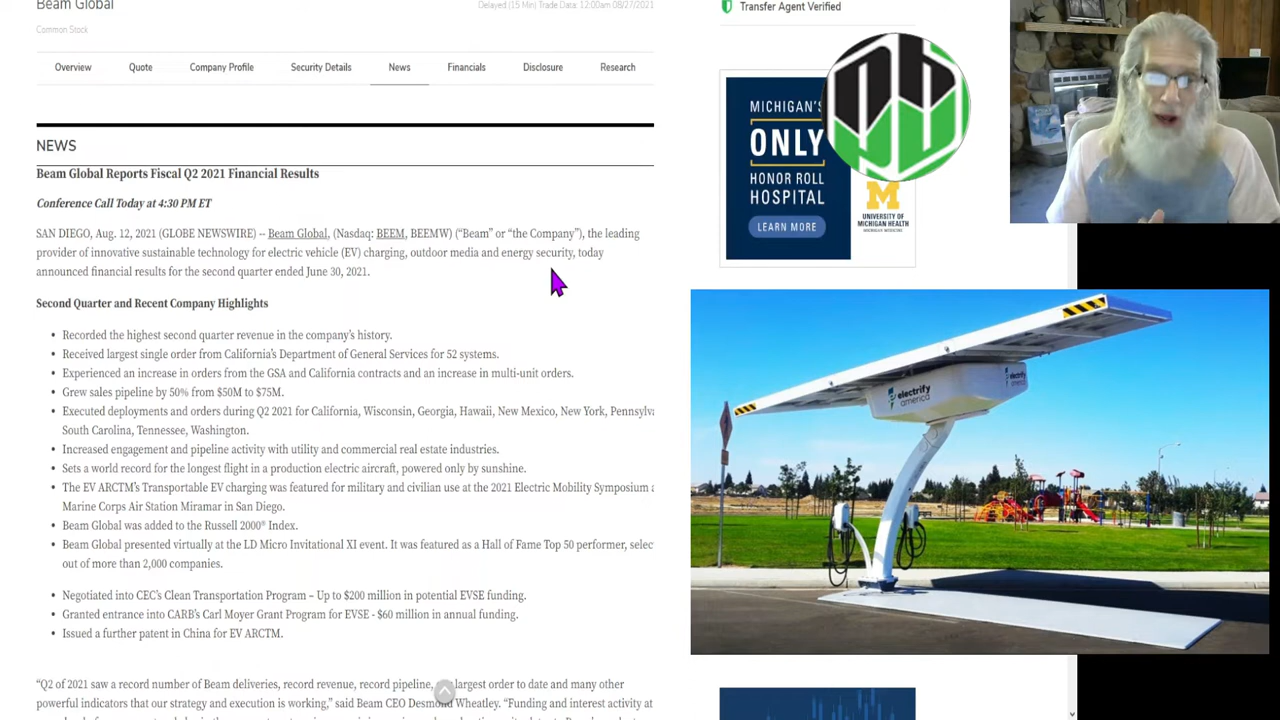 Beam Global
Delayed (15 Min) Trade Data: 12:00am 08/27/2021
Common Stock
Overview Quote Company Profile Security Details News Financials Disclosure Research
NEWS
Beam Global Reports Fiscal Q2 2021 Financial Results
Conference Call Today at 4:30 PM ET
SAN DIEGO, Aug. 12, 2021 (GLOBE NEWSWIRE) -- Beam Global, (Nasdaq: BEEM, BEEMW) (“Beam” or “the Company”), the leading
provider of innovative sustainable technology for electric vehicle (EV) charging, outdoor media and energy security, today
announced financial results for the second quarter ended June 30, 2021.
Second Quarter and Recent Company Highlights
• Recorded the highest second quarter revenue in the company's history.
• Received largest single order from California's Department of General Services for 52 systems.
• Experienced an increase in orders from the GSA and California contracts and an increase in multi-unit orders.
• Grew sales pipeline by 50% from $50M to $75M.
• Executed deployments and orders during Q2 2021 for California, Wisconsin, Georgia, Hawaii, New Mexico, New York, Pennsylva
South Carolina, Tennessee, Washington.
• Increased engagement and pipeline activity with utility and commercial real estate industries.
• Sets a world record for the longest flight in a production electric aircraft, powered only by sunshine.
• The EV ARCTM's Transportable EV charging was featured for military and civilian use at the 2021 Electric Mobility Symposium a
Marine Corps Air Station Miramar in San Diego.
• Beam Global was added to the Russell 2000® Index.
• Beam Global presented virtually at the LD Micro Invitational XI event. It was featured as a Hall of Fame Top 50 performer, select
out of more than 2,000 companies.
• Negotiated into CEC's Clean Transportation Program – Up to $200 million in potential EVSE funding.
• Granted entrance into CARB's Carl Moyer Grant Program for EVSE - $60 million in annual funding.
• Issued a further patent in China for EV ARCTM.
“Q2 of 2021 saw a record number of Beam deliveries, record revenue, record pipeline, largest order to date and many other
powerful indicators that our strategy and execution is working,” said Beam CEO Desmond Wheatley. “Funding and interest activity at
Transfer Agent Verified
MICHIGAN'S
ONLY
HONOR ROLL
HOSPITAL
LEARN MORE
M
UNIVERSITY OF
MICHIGAN HEALTH
electrify
america